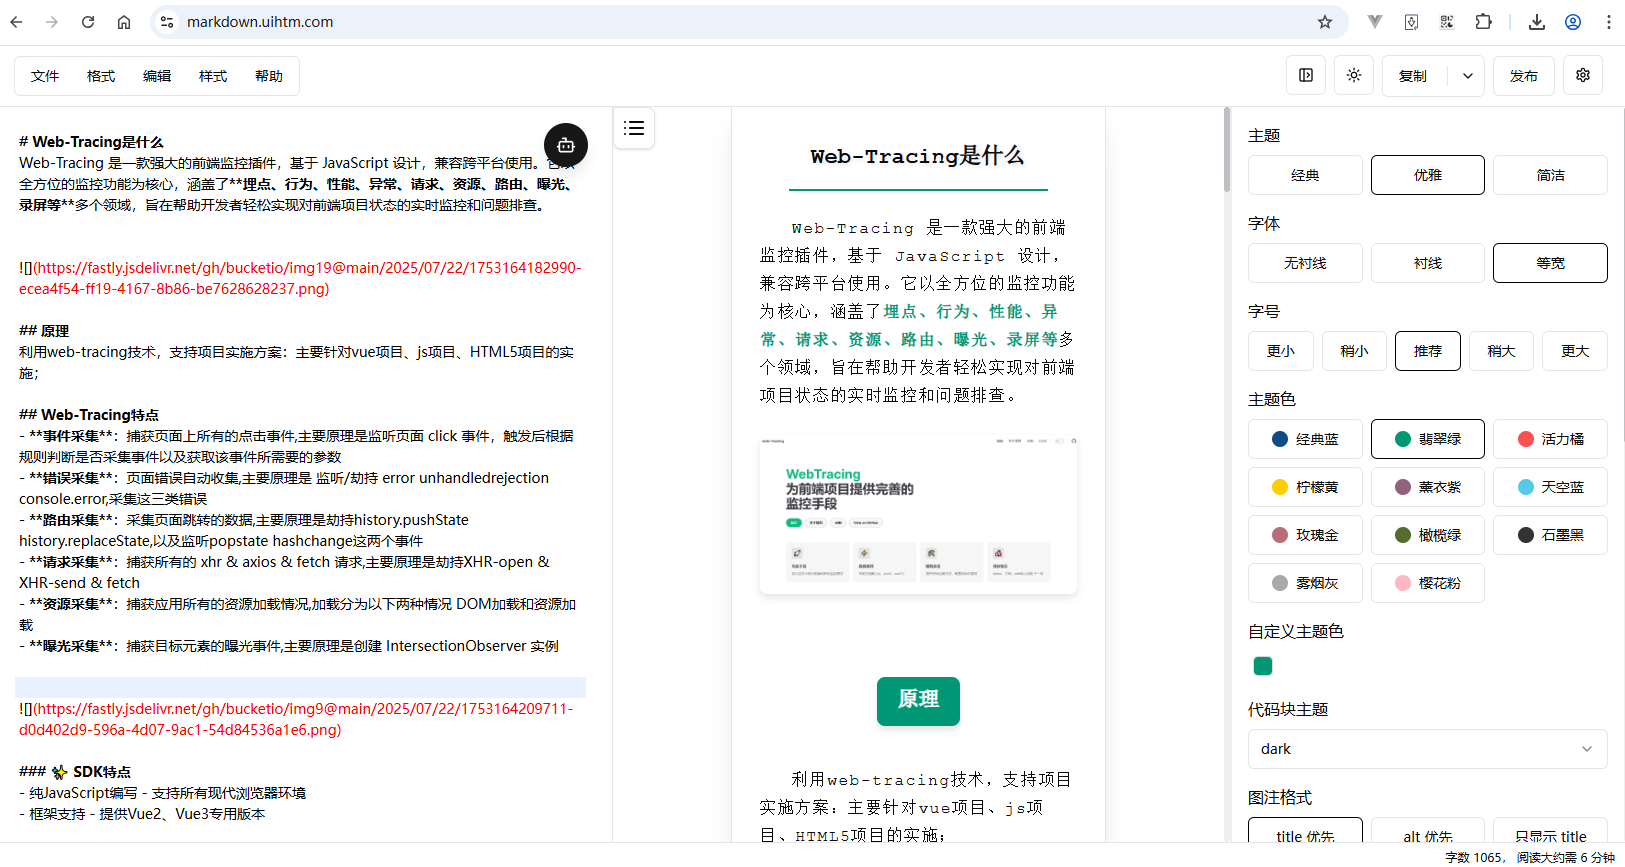 markdown.uihtm.com
文件 格式 编辑 样式 帮助
复制 发布
# Web-Tracing是什么
Web-Tracing 是一款强大的前端监控插件，基于 JavaScript 设计，兼容跨平台使用。它以
全方位的监控功能为核心，涵盖了**埋点、行为、性能、异常、请求、资源、路由、曝光、
录屏等**多个领域，旨在帮助开发者轻松实现对前端项目状态的实时监控和问题排查。
![](https://fastly.jsdelivr.net/gh/bucketio/img19@main/2025/07/22/1753164182990-
ecea4f54-ff19-4167-8b86-be7628628237.png)
## 原理
利用web-tracing技术，支持项目实施方案：主要针对vue项目、js项目、HTML5项目的实
施；
## Web-Tracing特点
- **事件采集**：捕获页面上所有的点击事件,主要原理是监听页面 click 事件，触发后根据
规则判断是否采集事件以及获取该事件所需要的参数
- **错误采集**：页面错误自动收集,主要原理是 监听/劫持 error unhandledrejection
console.error,采集这三类错误
- **路由采集**：采集页面跳转的数据,主要原理是劫持history.pushState
history.replaceState,以及监听popstate hashchange这两个事件
- **请求采集**：捕获所有的 xhr & axios & fetch 请求,主要原理是劫持XHR-open &
XHR-send & fetch
- **资源采集**：捕获应用所有的资源加载情况,加载分为以下两种情况 DOM加载和资源加
载
- **曝光采集**：捕获目标元素的曝光事件,主要原理是创建 IntersectionObserver 实例
![](https://fastly.jsdelivr.net/gh/bucketio/img9@main/2025/07/22/1753164209711-
d0d402d9-596a-4d07-9ac1-54d84536a1e6.png)
### ✨ SDK特点
- 纯JavaScript编写 - 支持所有现代浏览器环境
- 框架支持 - 提供Vue2、Vue3专用版本
Web-Tracing是什么
Web-Tracing 是一款强大的前端
监控插件，基于 JavaScript 设计，
兼容跨平台使用。它以全方位的监控功能
为核心，涵盖了埋点、行为、性能、异
常、请求、资源、路由、曝光、录屏等多
个领域，旨在帮助开发者轻松实现对前端
项目状态的实时监控和问题排查。
WebTracing
为前端项目提供完善的
监控手段
原理
利用web-tracing技术，支持项目
实施方案：主要针对vue项目、js项
目、HTML5项目的实施；
主题
经典 优雅 简洁
字体
无衬线 衬线 等宽
字号
更小 稍小 推荐 稍大 更大
主题色
经典蓝 翡翠绿 活力橘
柠檬黄 薰衣紫 天空蓝
玫瑰金 橄榄绿 石墨黑
雾烟灰 樱花粉
自定义主题色
代码块主题
dark
图注格式
title 优先 alt 优先 只显示 title
字数 1065， 阅读大约需 6 分钟